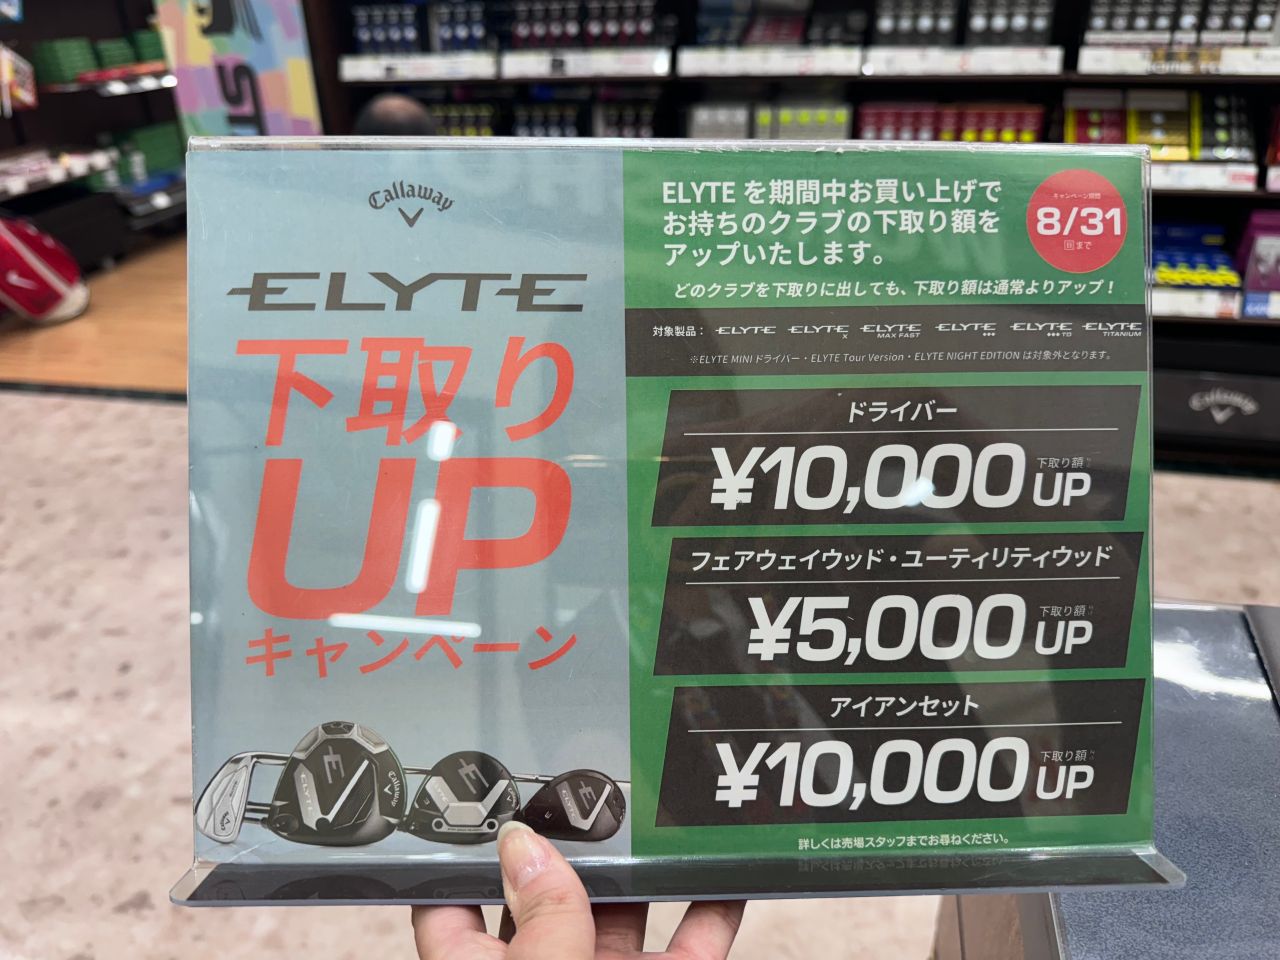 Callaway
ELYTE
下取り
UP
キャンペーン
ELYTE を期間中お買い上げで
お持ちのクラブの下取り額を
アップいたします。
キャンペーン期間
8/31
日まで
どのクラブを下取りに出しても、下取り額は通常よりアップ！
対象製品： ELYTE ELYTE X ELYTE MAX FAST ELYTE ◆◆◆ ELYTE ◆◆◆ TD ELYTE TITANIUM
※ELYTE MINI ドライバー・ELYTE Tour Version・ELYTE NIGHT EDITION は対象外となります。
ドライバー
¥10,000 下取り額 UP
フェアウェイウッド・ユーティリティウッド
¥5,000 下取り額 UP
アイアンセット
¥10,000 下取り額 UP
詳しくは売場スタッフまでお尋ねください。
Callaway
ELYTE
Callaway